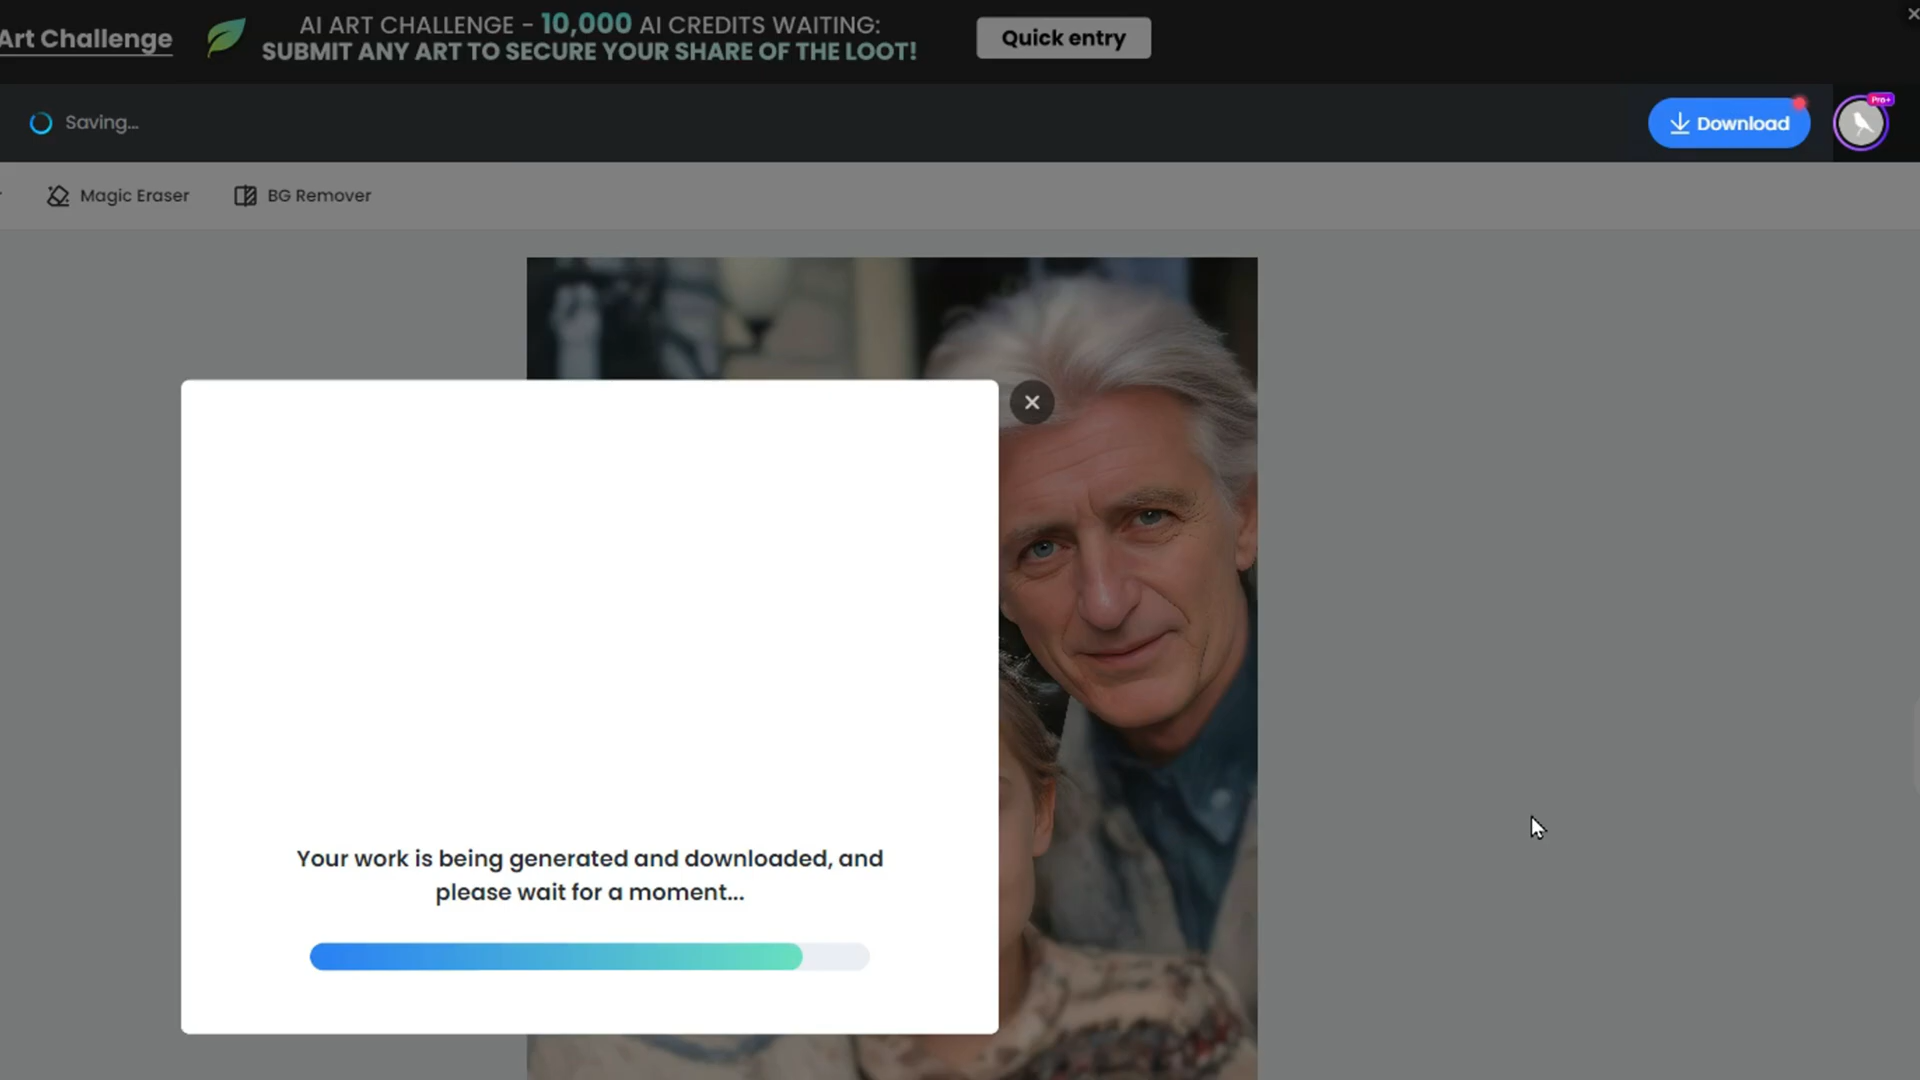 Art Challenge
AI ART CHALLENGE - 10,000 AI CREDITS WAITING:
SUBMIT ANY ART TO SECURE YOUR SHARE OF THE LOOT!
Quick entry
Saving...
Download
Pro+
Magic Eraser
BG Remover
Your work is being generated and downloaded, and
please wait for a moment...